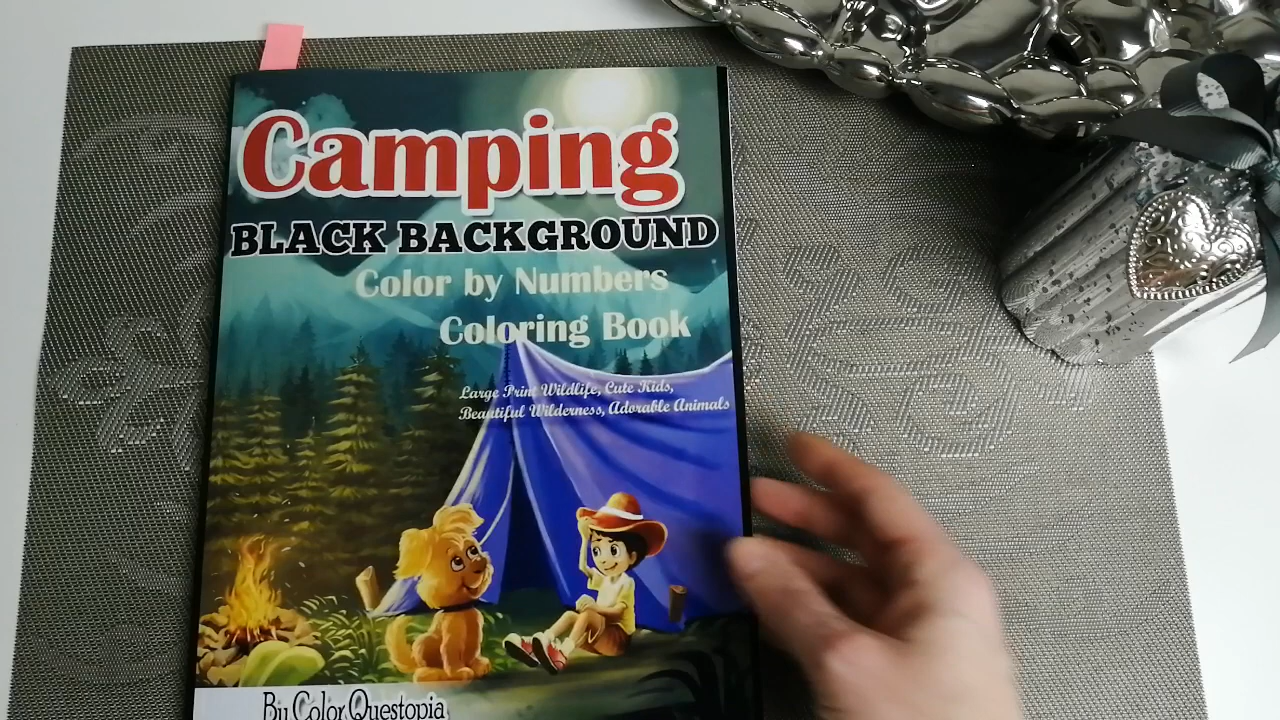 Camping
BLACK BACKGROUND
Color by Numbers
Coloring Book
Large Print Wildlife, Cute Kids,
Beautiful Wilderness, Adorable Animals
By Color Questopia